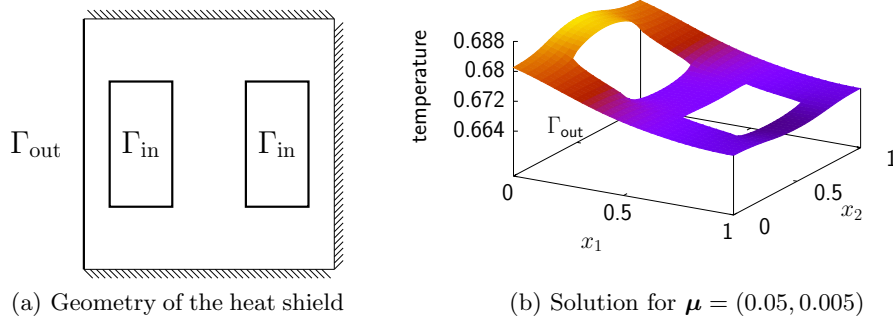 Γout
Γin
Γin
(a) Geometry of the heat shield
temperature
0.688
0.68
0.672
0.664
Γout
0
0.5
1
x1
0
0.5
1
x2
(b) Solution for μ = (0.05, 0.005)